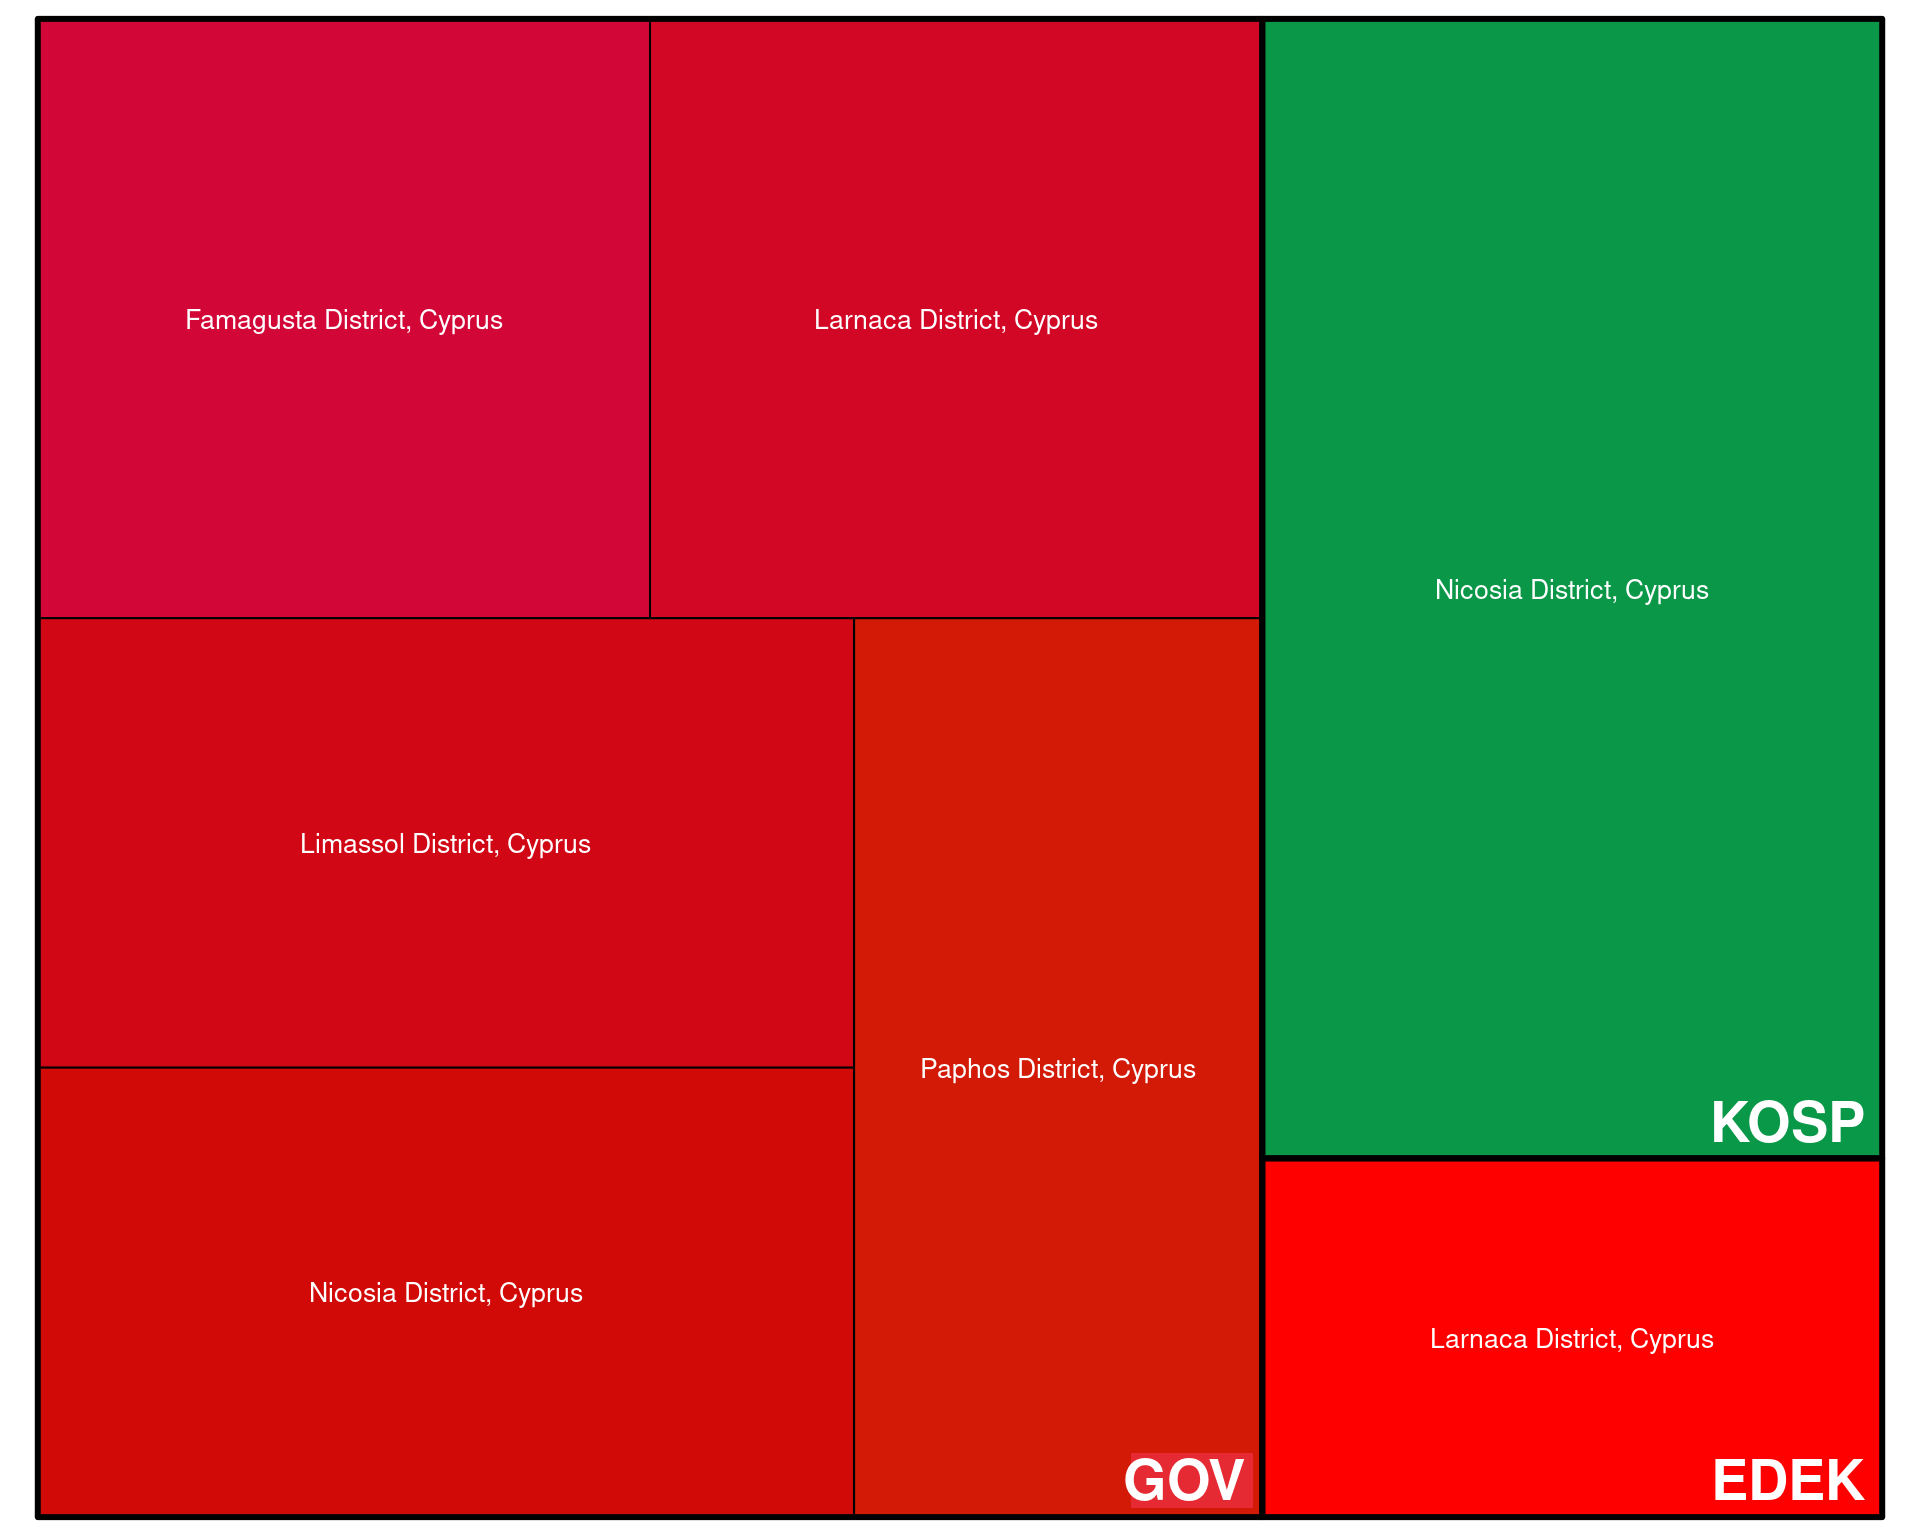 Famagusta District, Cyprus
Larnaca District, Cyprus
Limassol District, Cyprus
Nicosia District, Cyprus
Paphos District, Cyprus
GOV
Nicosia District, Cyprus
KOSP
Larnaca District, Cyprus
EDEK